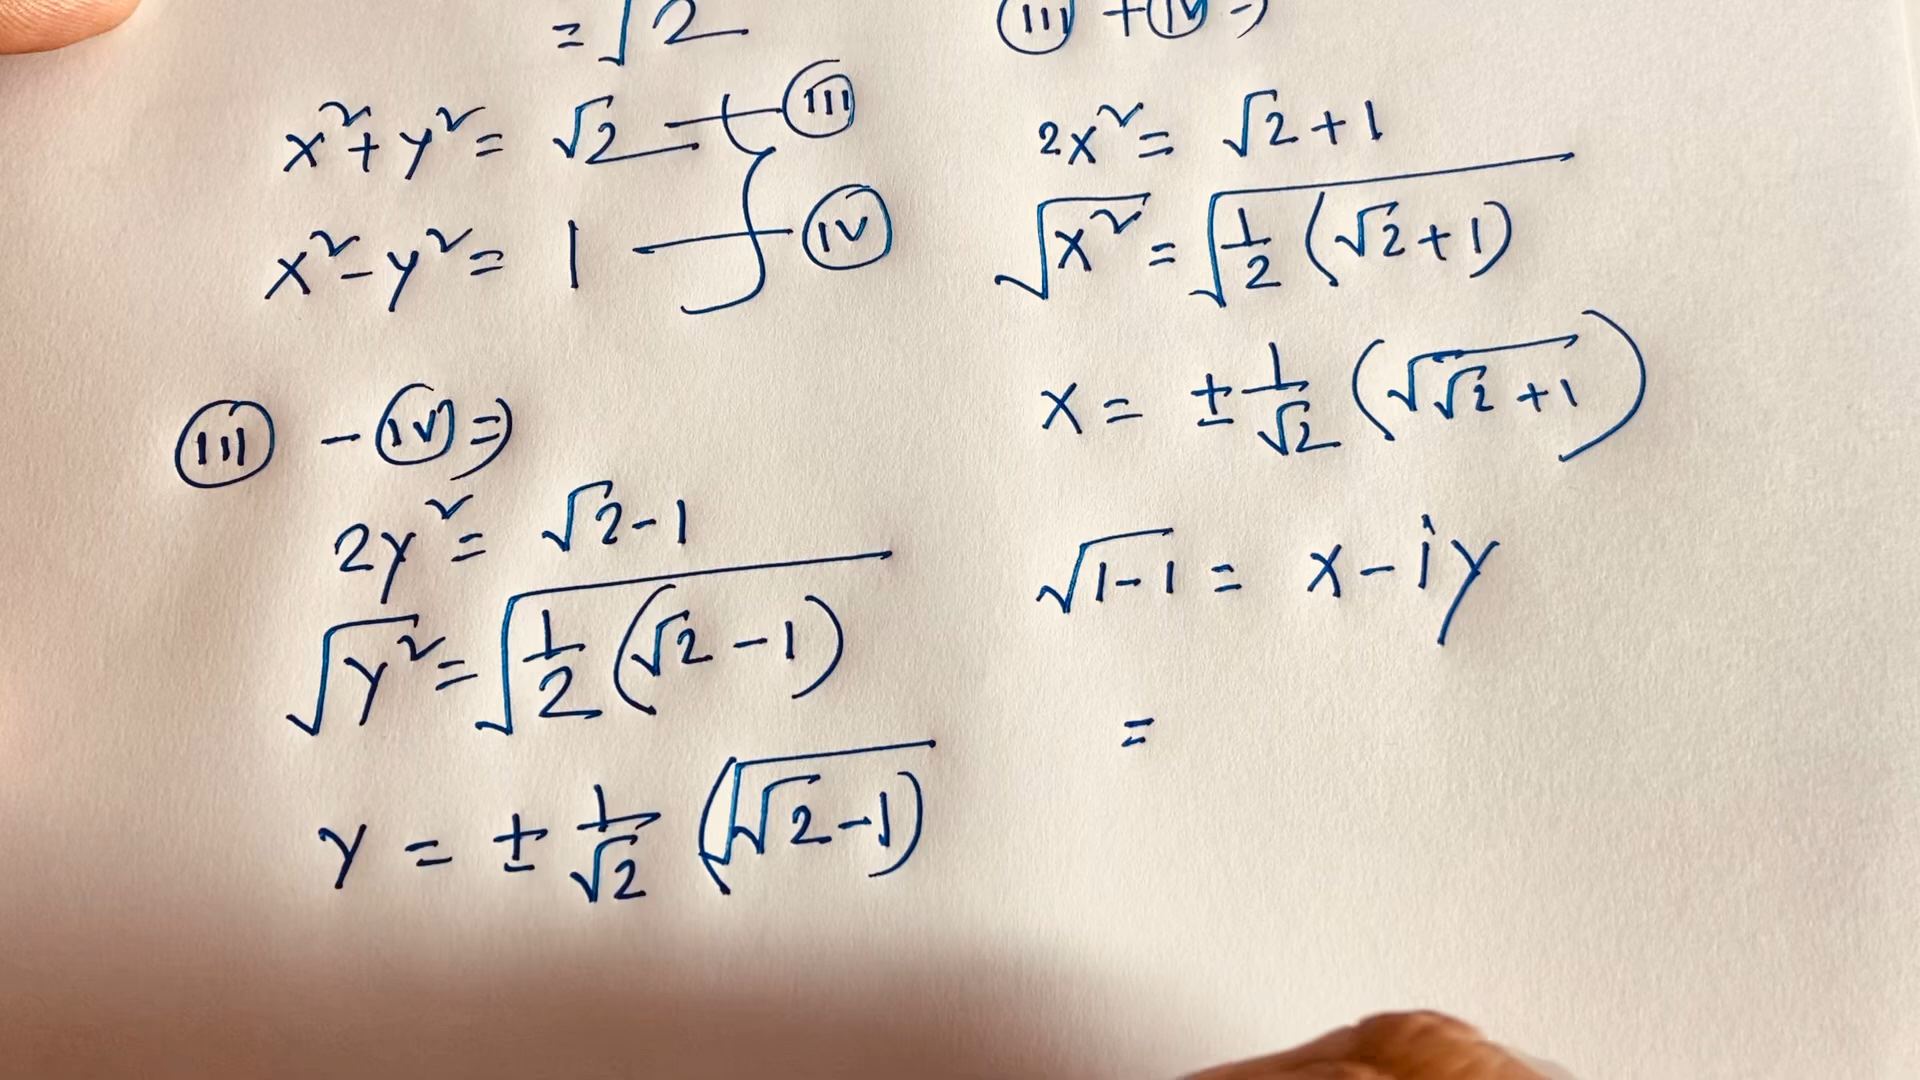 = √2
x² + y² = √2 — (III)
x² - y² = 1 — (IV)
(III) - (IV) ⇒
2y² = √2 - 1
√y² = √(1/2 (√2 - 1))
y = ± 1/√2 (√(√2 - 1))
(III) + (IV) ⇒
2x² = √2 + 1
√x² = √(1/2 (√2 + 1))
x = ± 1/√2 (√(√2 + 1))
√1-1 = x - iy
=